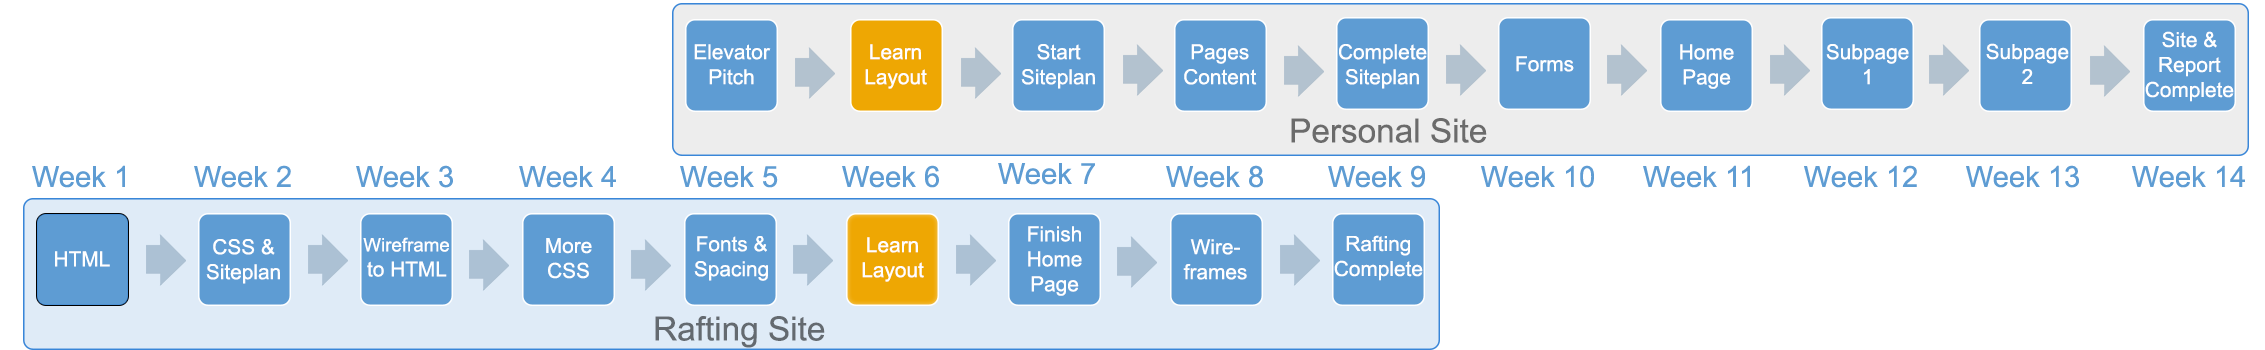 Elevator
Pitch
Learn
Layout
Start
Siteplan
Pages
Content
Complete
Siteplan
Forms
Home
Page
Subpage
1
Subpage
2
Site &
Report
Complete
Personal Site
Week 1
Week 2
Week 3
Week 4
Week 5
Week 6
Week 7
Week 8
Week 9
Week 10
Week 11
Week 12
Week 13
Week 14
HTML
CSS &
Siteplan
Wireframe
to HTML
More
CSS
Fonts &
Spacing
Learn
Layout
Finish
Home
Page
Wire-
frames
Rafting
Complete
Rafting Site